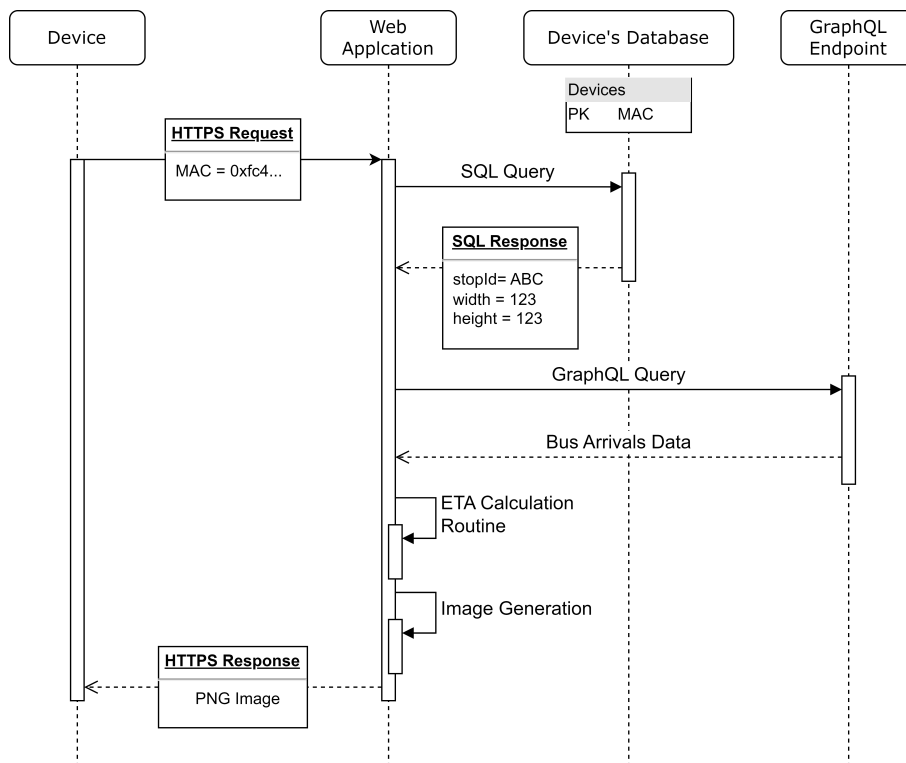 Device
Web
Applcation
Device's Database
GraphQL
Endpoint
Devices
PK MAC
HTTPS Request
MAC = 0xfc4...
SQL Query
SQL Response
stopId= ABC
width = 123
height = 123
GraphQL Query
Bus Arrivals Data
ETA Calculation
Routine
Image Generation
HTTPS Response
PNG Image